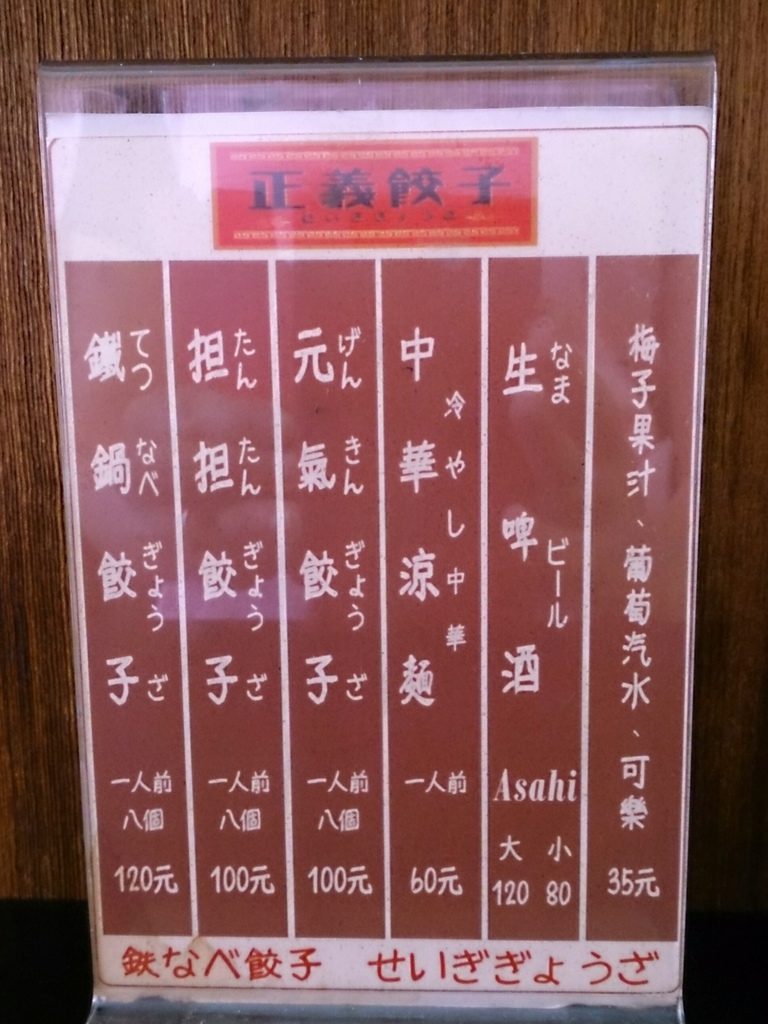 正義餃子
せいぎぎょうざ
梅子果汁、葡萄汽水、可樂
35元
生啤酒
なまビール
Asahi
大 小
120 80
中華涼麵
冷やし中華
一人前
60元
元氣餃子
げんきんぎょうざ
一人前
八個
100元
担担餃子
たんたんぎょうざ
一人前
八個
100元
鐵鍋餃子
てつなべぎょうざ
一人前
八個
120元
鉄なべ餃子 せいぎぎょうざ